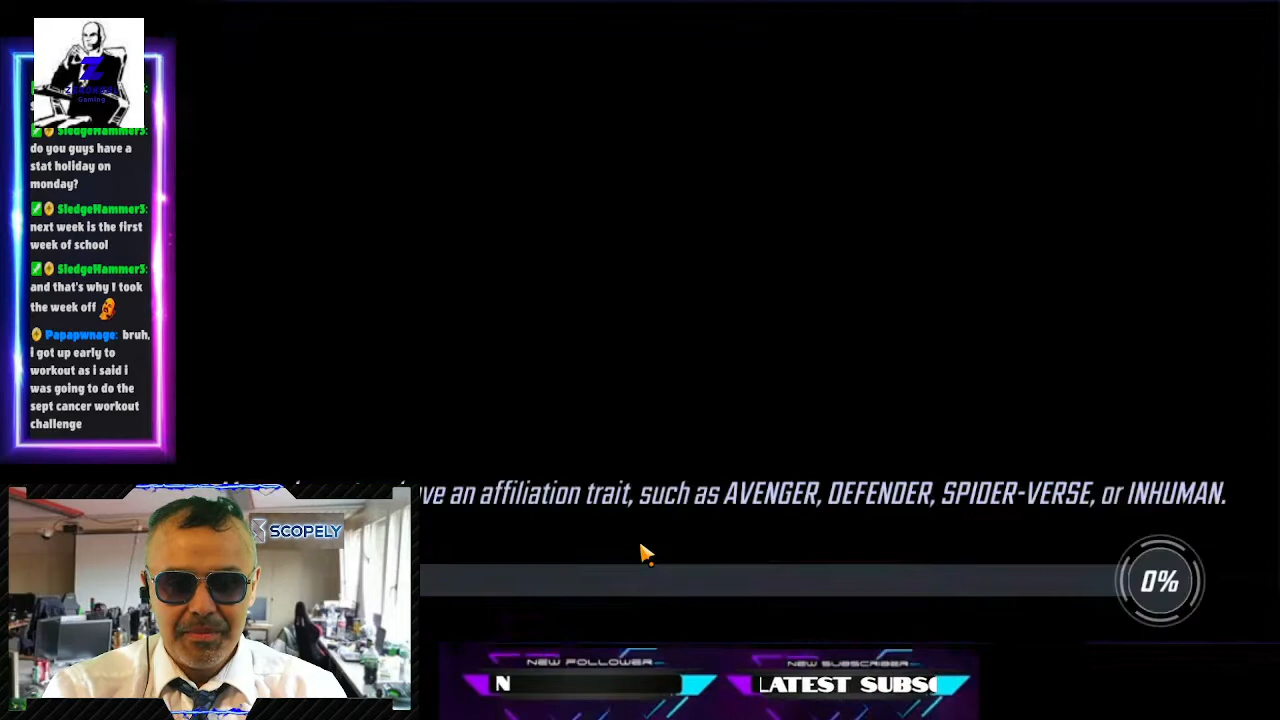 Z
Gaming
SledgeHammer3:
do you guys have a
stat holiday on
monday?
SledgeHammer3:
next week is the first
week of school
SledgeHammer3:
and that's why I took
the week off
Papapwnage: bruh,
i got up early to
workout as i said i
was going to do the
sept cancer workout
challenge
have an affiliation trait, such as AVENGER, DEFENDER, SPIDER-VERSE, or INHUMAN.
SCOPELY
0%
NEW FOLLOWER
NEW SUBSCRIBER
N
LATEST SUBSC